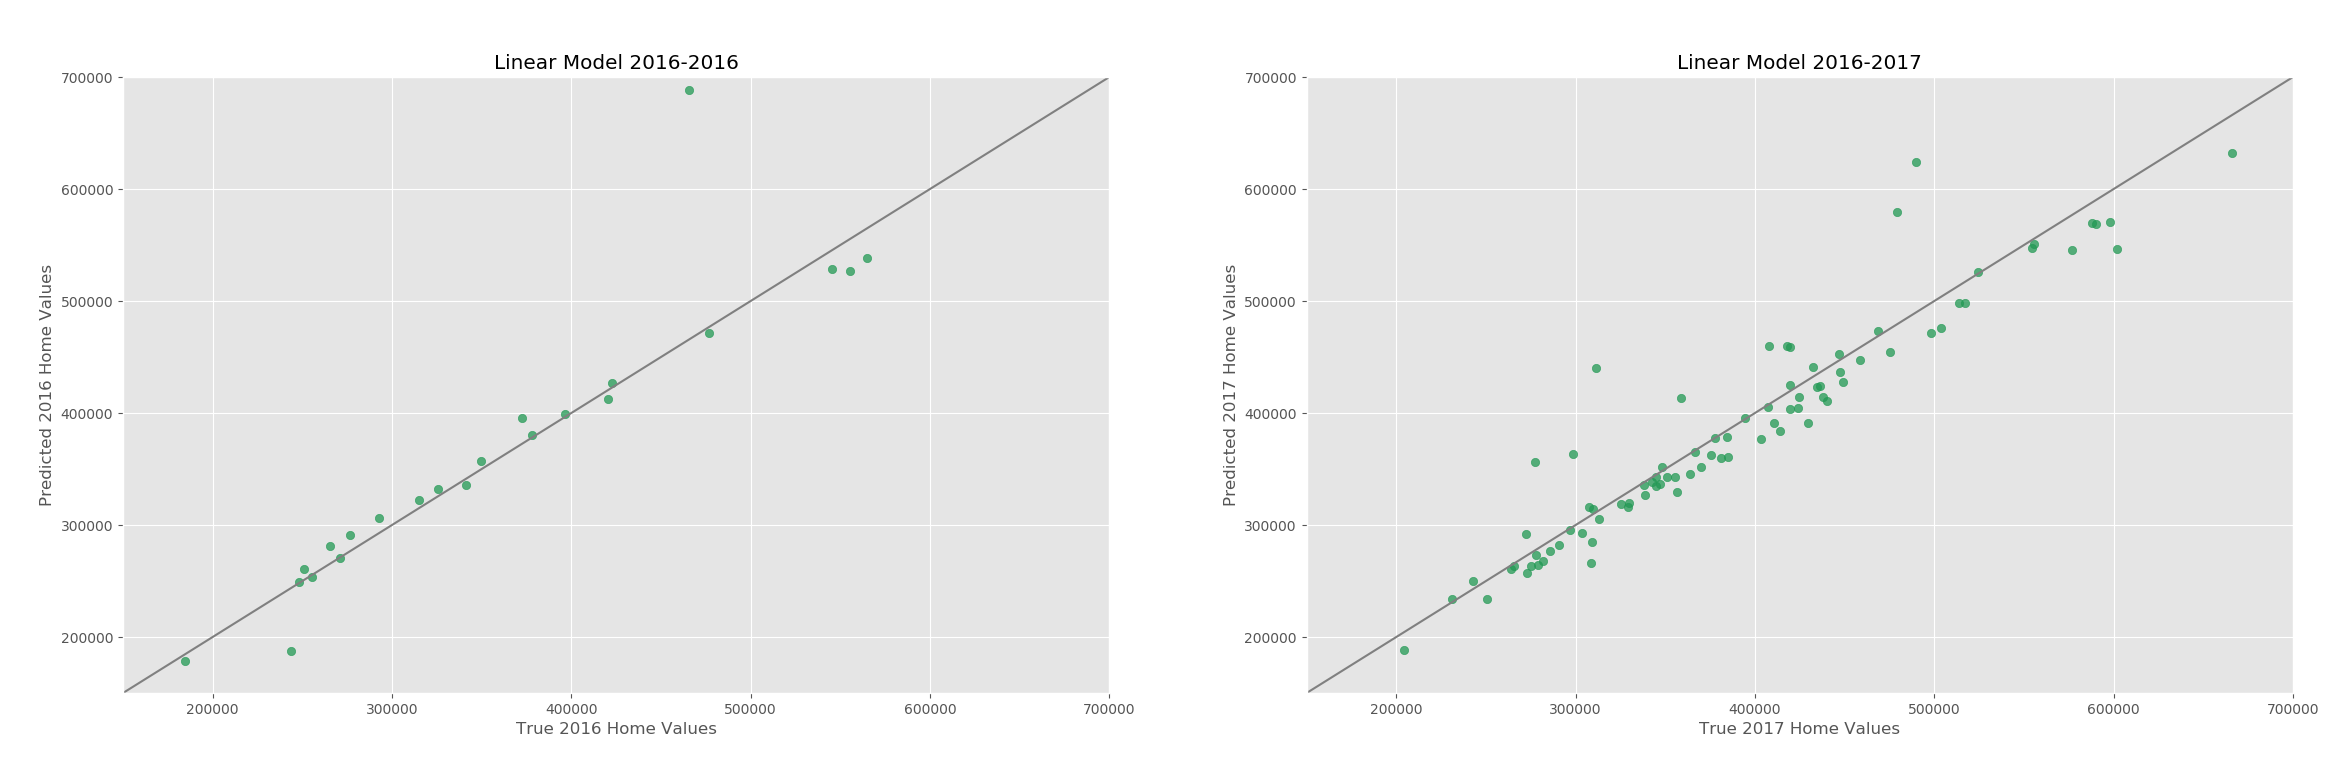 Linear Model 2016-2016
700000
600000
500000
400000
300000
200000
Predicted 2016 Home Values
200000 300000 400000 500000 600000 700000
True 2016 Home Values
Linear Model 2016-2017
700000
600000
500000
400000
300000
200000
Predicted 2017 Home Values
200000 300000 400000 500000 600000 700000
True 2017 Home Values